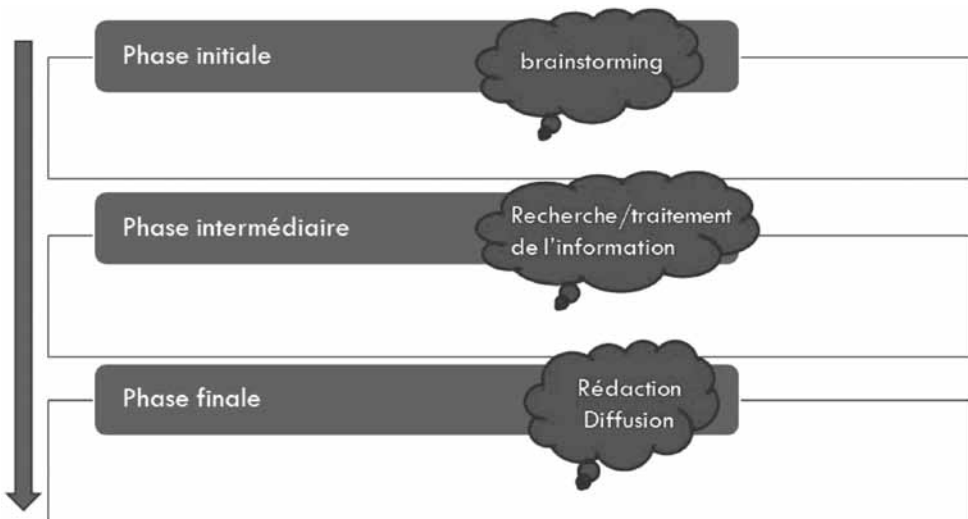 Phase initiale
brainstorming
Phase intermédiaire
Recherche/traitement
de l'information
Phase finale
Rédaction
Diffusion